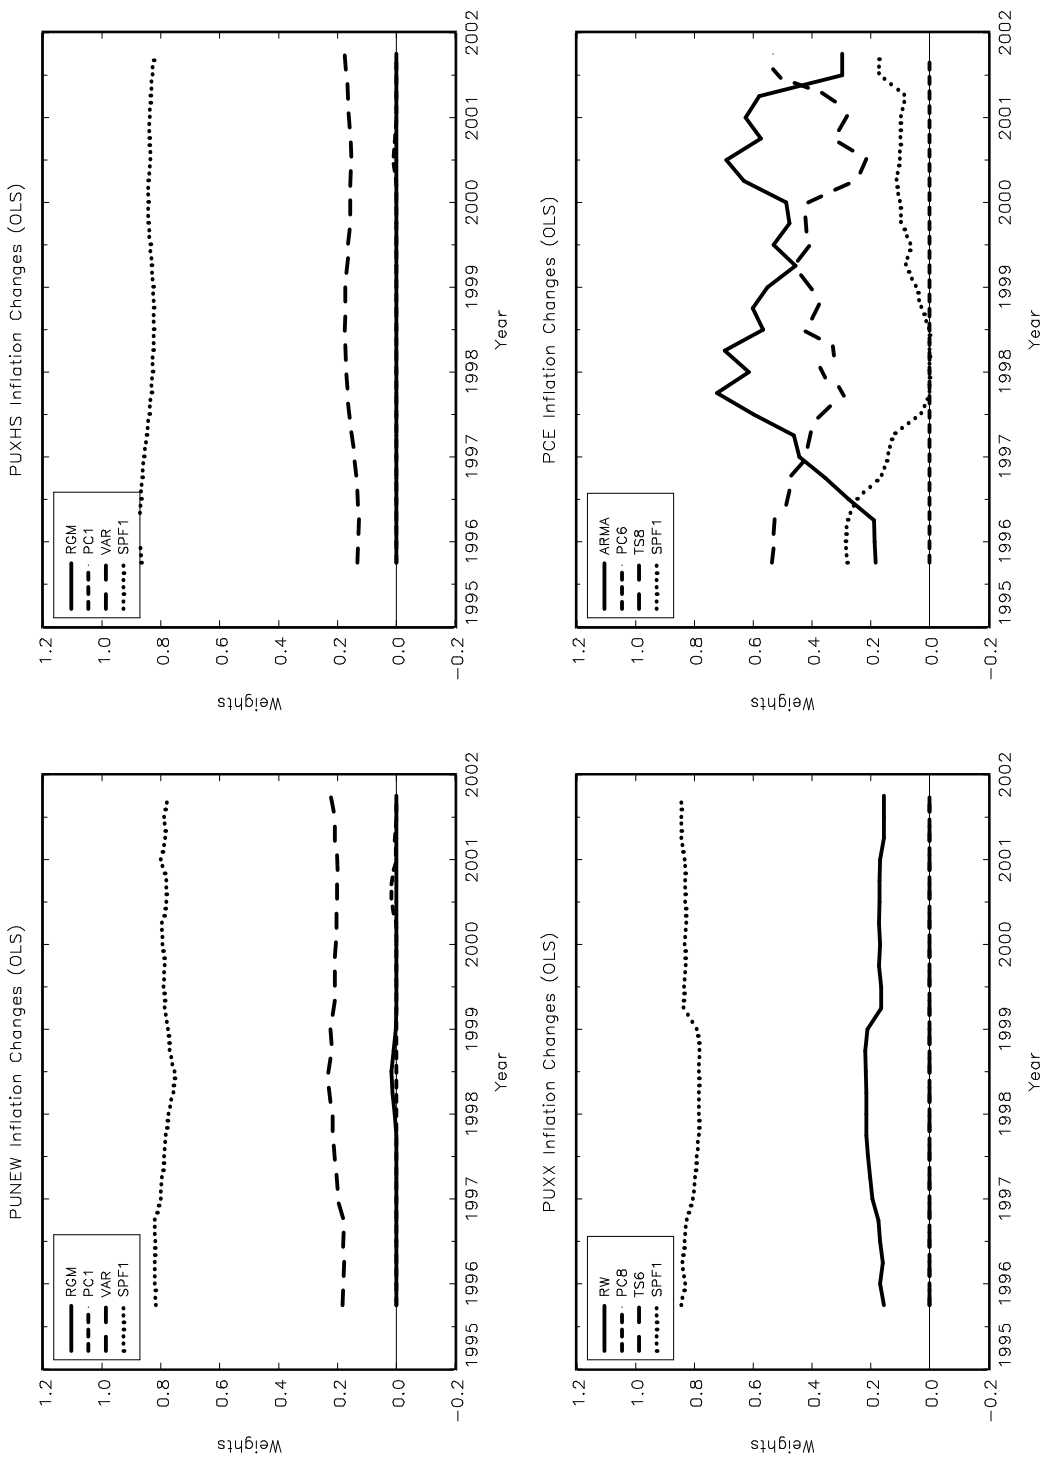 PUNEW Inflation Changes (OLS)
RGM
PC1
VAR
SPF1
Weights
1.2
1.0
0.8
0.6
0.4
0.2
0.0
−0.2
1995
1996
1997
1998
1999
2000
2001
2002
Year
PUXHS Inflation Changes (OLS)
RGM
PC1
VAR
SPF1
Weights
1.2
1.0
0.8
0.6
0.4
0.2
0.0
−0.2
1995
1996
1997
1998
1999
2000
2001
2002
Year
PUXX Inflation Changes (OLS)
RW
PC8
TS6
SPF1
Weights
1.2
1.0
0.8
0.6
0.4
0.2
0.0
−0.2
1995
1996
1997
1998
1999
2000
2001
2002
Year
PCE Inflation Changes (OLS)
ARMA
PC6
TS8
SPF1
Weights
1.2
1.0
0.8
0.6
0.4
0.2
0.0
−0.2
1995
1996
1997
1998
1999
2000
2001
2002
Year